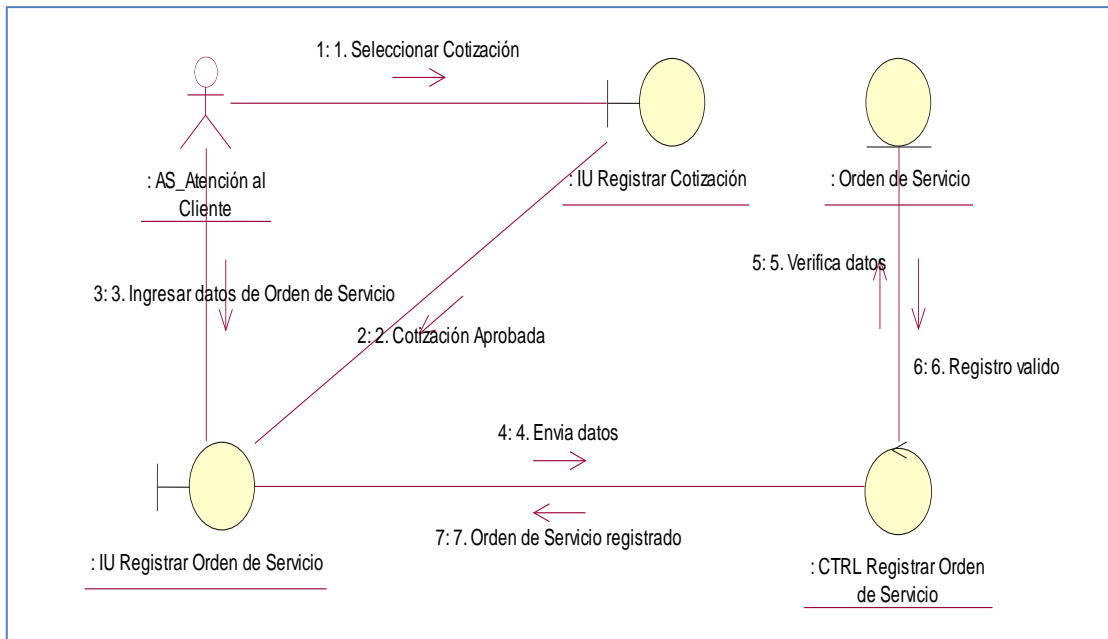 1: 1. Seleccionar Cotización
: AS_Atención al
Cliente
: IU Registrar Cotización
: Orden de Servicio
5: 5. Verifica datos
3: 3. Ingresar datos de Orden de Servicio
2: 2. Cotización Aprobada
6: 6. Registro valido
4: 4. Envia datos
7: 7. Orden de Servicio registrado
: IU Registrar Orden de Servicio
: CTRL Registrar Orden
de Servicio